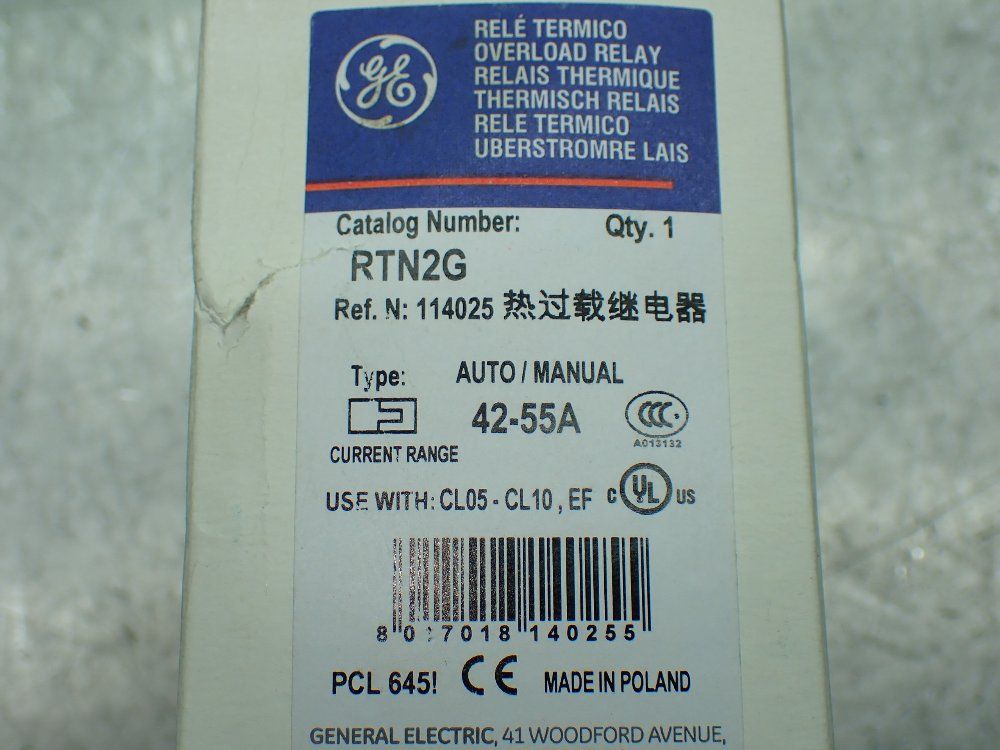 GE
RELÉ TERMICO
OVERLOAD RELAY
RELAIS THERMIQUE
THERMISCH RELAIS
RELE TERMICO
UBERSTROMRE LAIS
Catalog Number: Qty. 1
RTN2G
Ref. N: 114025 热过载继电器
Type: AUTO / MANUAL
42-55A CCC
A013132
CURRENT RANGE
USE WITH: CL05 - CL10 , EF C UL US
PCL 645! CE MADE IN POLAND
GENERAL ELECTRIC, 41 WOODFORD AVENUE,